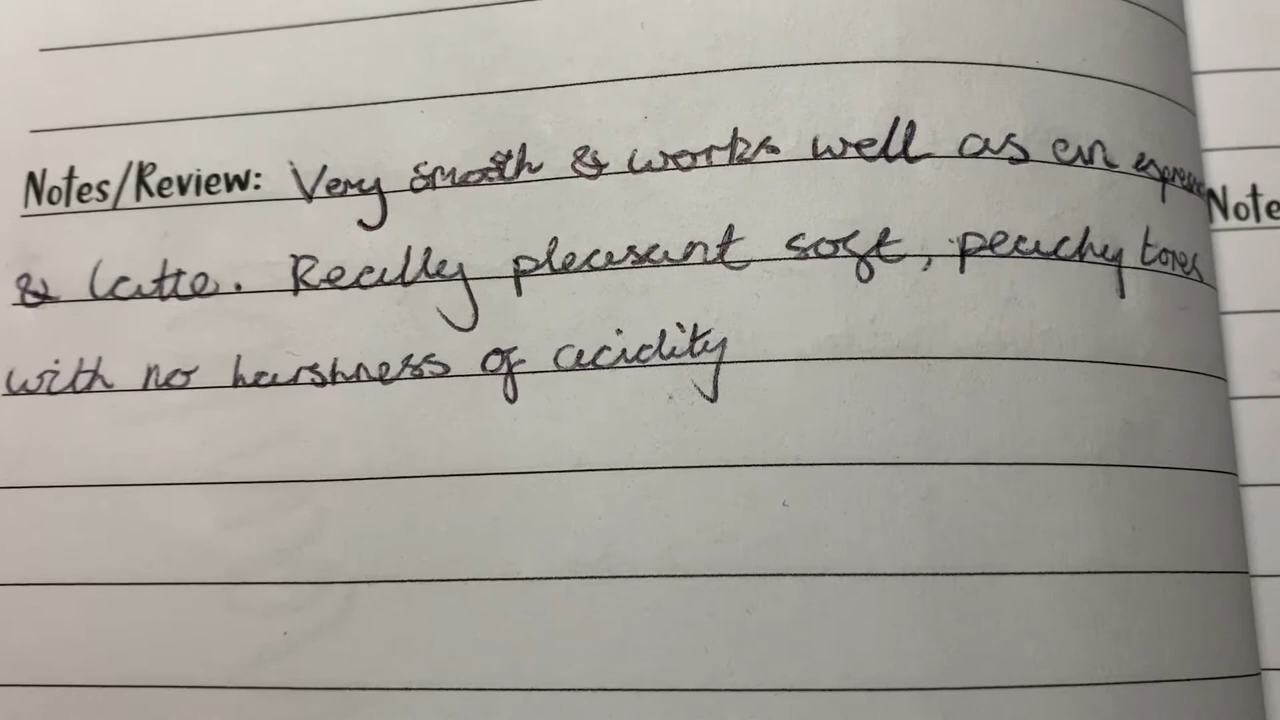 Notes/Review: Very smooth & works well as an espresso
& latte. Really pleasant soft, peachy tones
with no harshness of acidity
Note